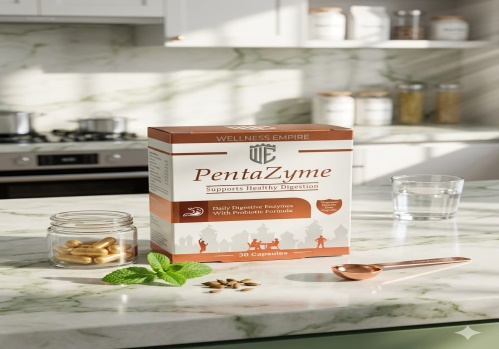 WELLNESS EMPIRE
WE
PentaZyme
Supports Healthy Digestion
Daily Digestive Enzymes
With Probiotic Formula
30 Capsules